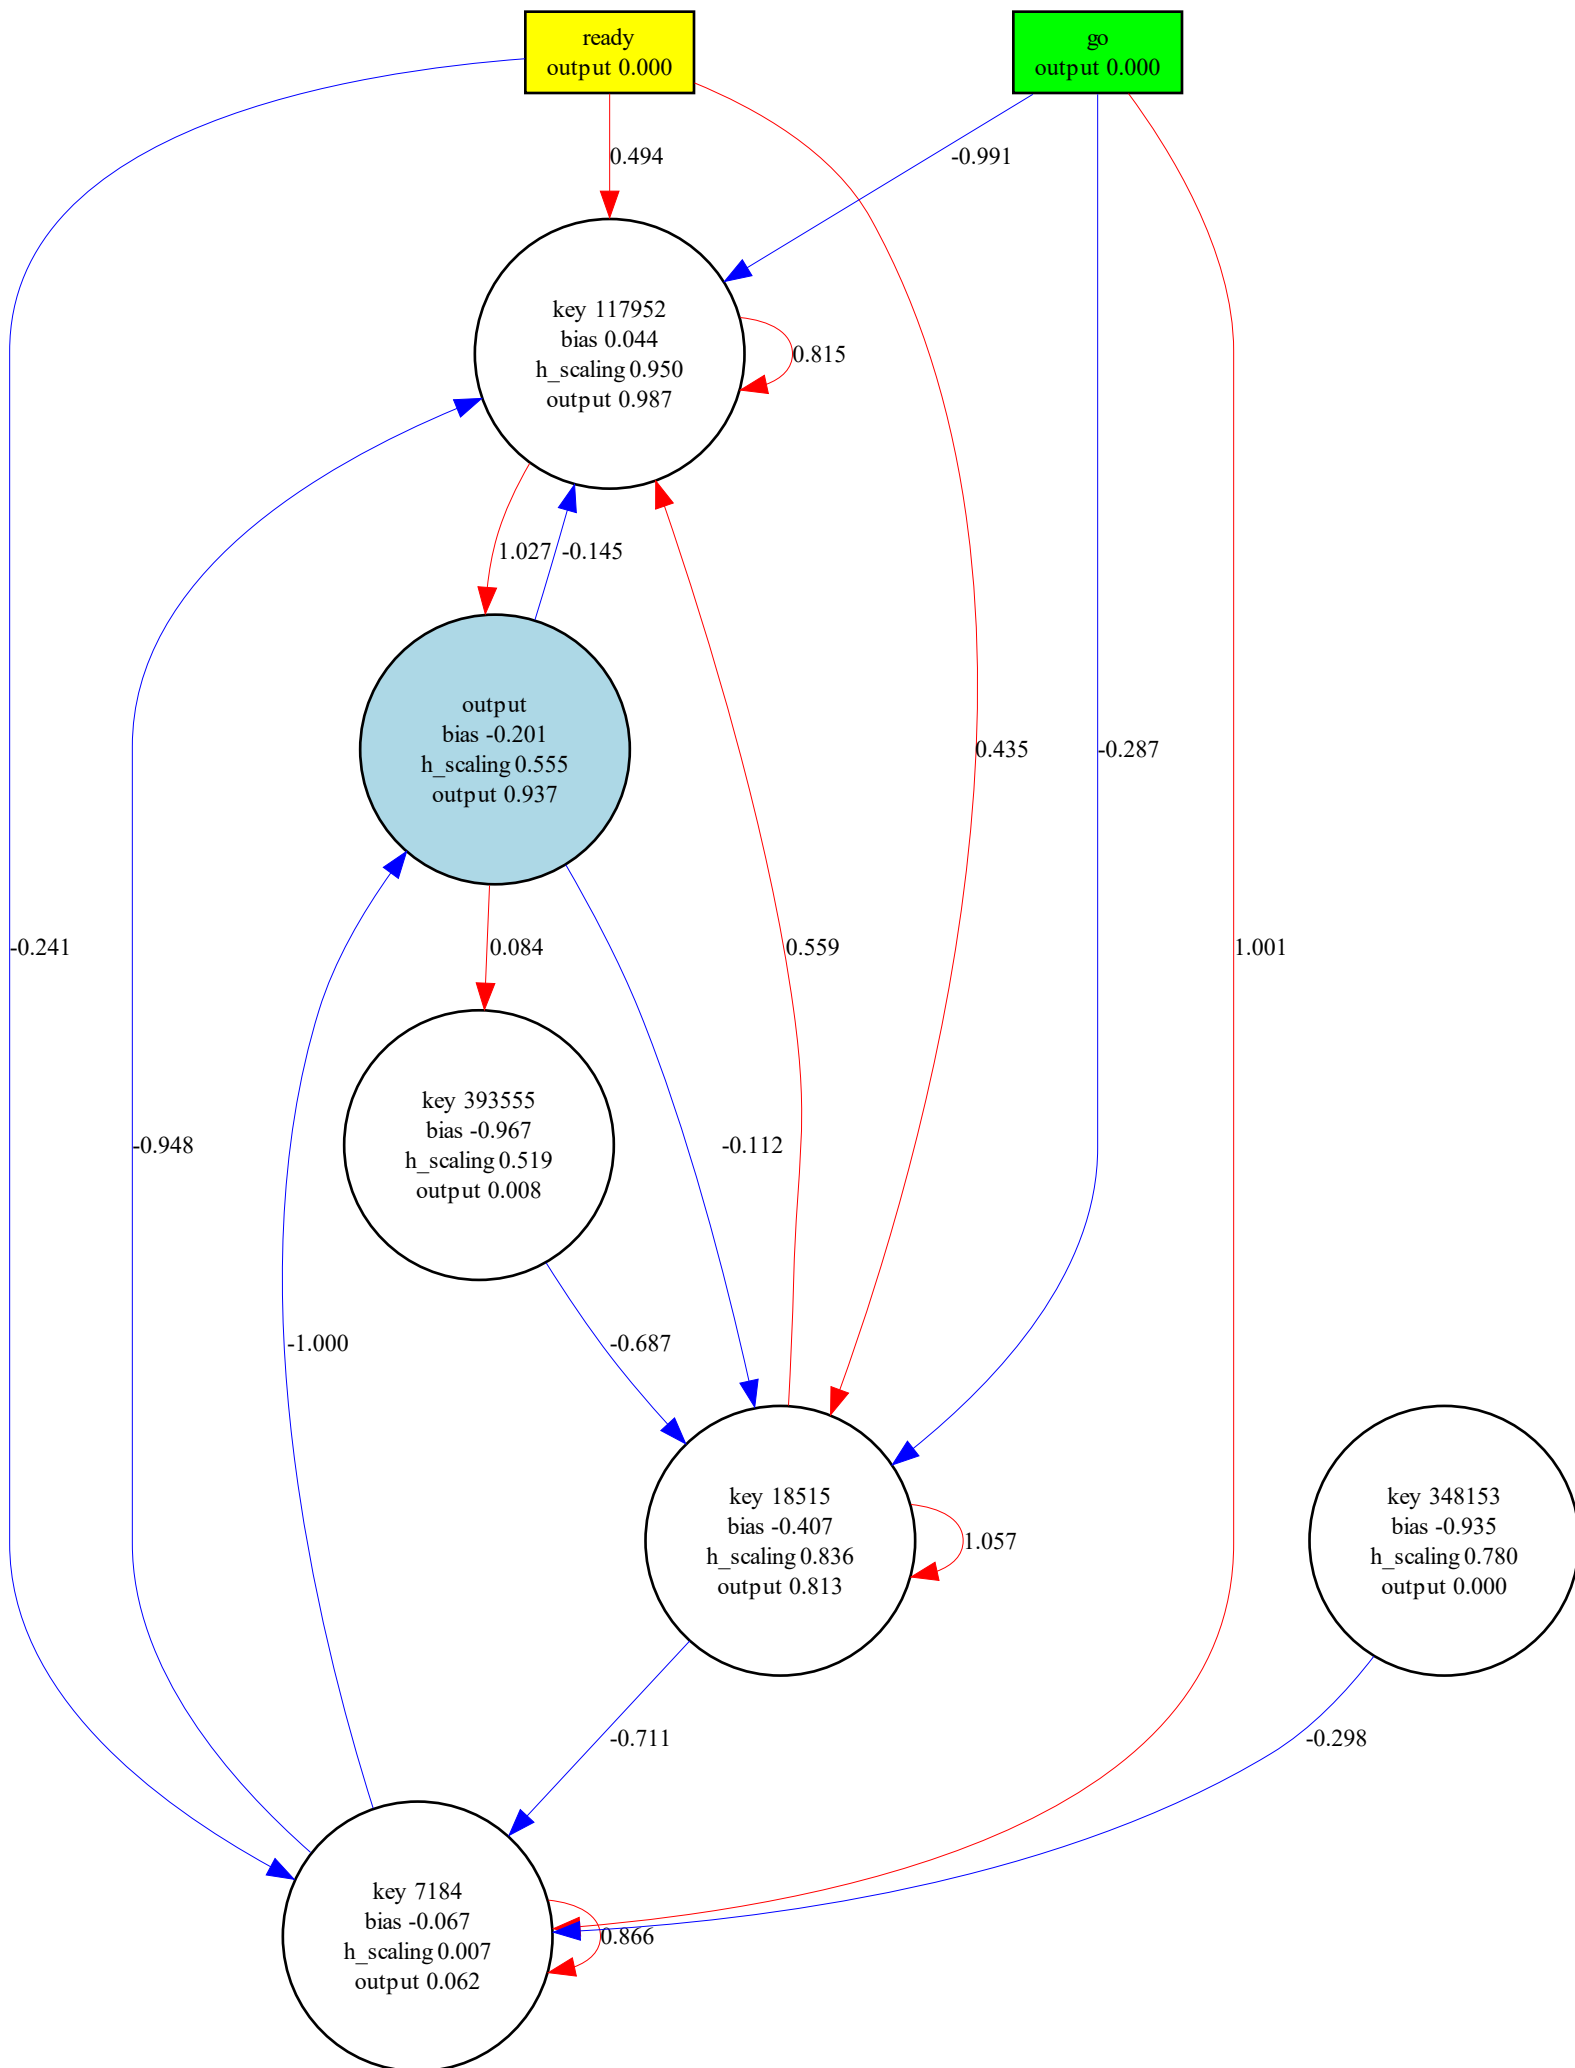 ready
output 0.000
go
output 0.000
0.494
-0.991
key 117952
bias 0.044
h_scaling 0.950
output 0.987
0.815
1.027
-0.145
output
bias -0.201
h_scaling 0.555
output 0.937
0.435
-0.287
-0.241
0.084
0.559
1.001
key 393555
bias -0.967
h_scaling 0.519
output 0.008
-0.948
-0.112
-1.000
-0.687
key 18515
bias -0.407
h_scaling 0.836
output 0.813
1.057
key 348153
bias -0.935
h_scaling 0.780
output 0.000
-0.711
-0.298
key 7184
bias -0.067
h_scaling 0.007
output 0.062
0.866